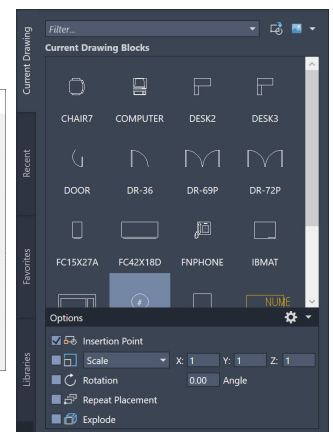 Current Drawing
Recent
Favorites
Libraries
Filter...
Current Drawing Blocks
CHAIR7 COMPUTER DESK2 DESK3
DOOR DR-36 DR-69P DR-72P
FC15X27A FC42X18D FNPHONE IBMAT
# NUME
Options
Insertion Point
Scale X: 1 Y: 1 Z: 1
Rotation 0.00 Angle
Repeat Placement
Explode